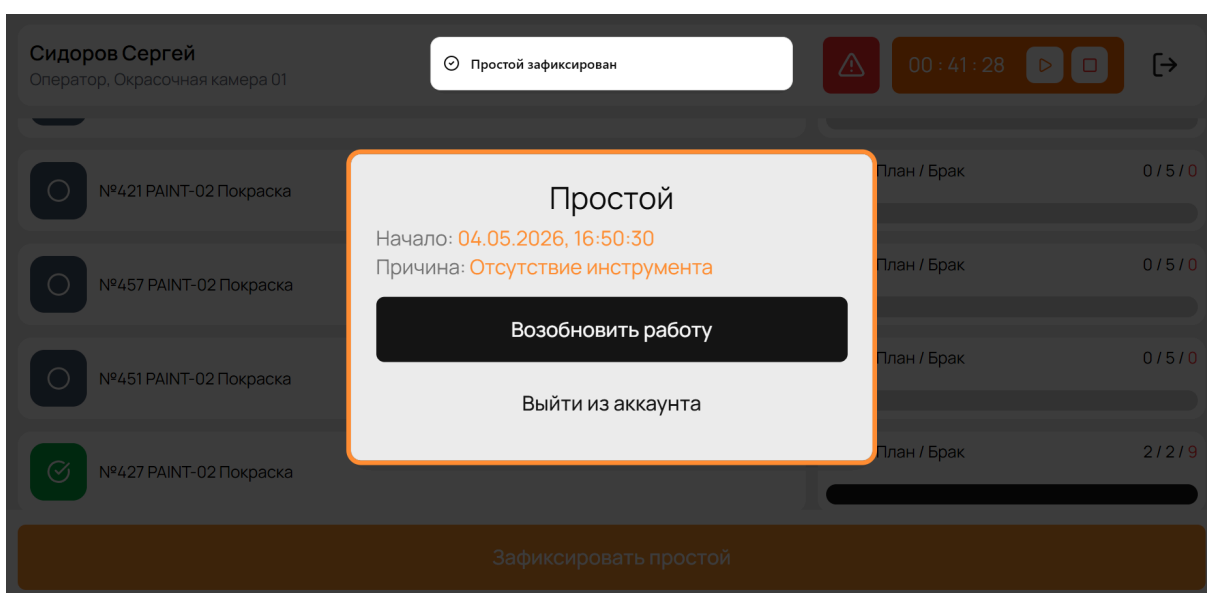 Сидоров Сергей
Оператор, Окрасочная камера 01
Простой зафиксирован
00 : 41 : 28
№421 PAINT-02 Покраска
План / Брак
0 / 5 / 0
№457 PAINT-02 Покраска
План / Брак
0 / 5 / 0
№451 PAINT-02 Покраска
План / Брак
0 / 5 / 0
№427 PAINT-02 Покраска
План / Брак
2 / 2 / 9
Простой
Начало: 04.05.2026, 16:50:30
Причина: Отсутствие инструмента
Возобновить работу
Выйти из аккаунта
Зафиксировать простой